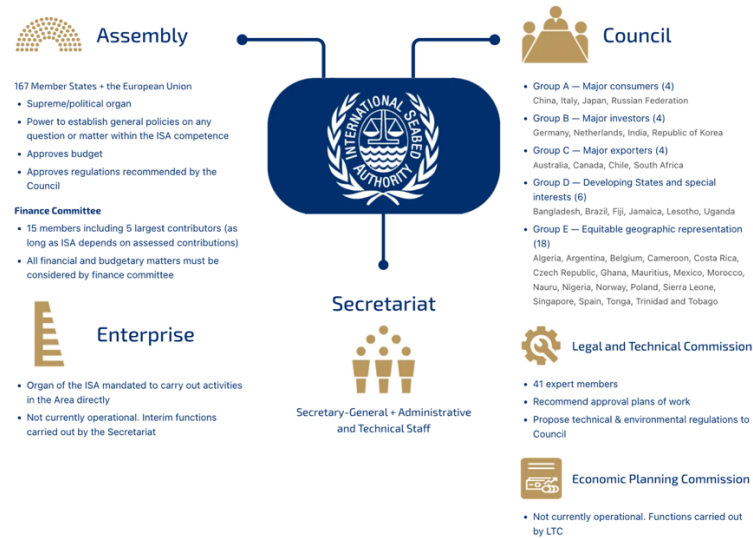 Assembly
167 Member States + the European Union
• Supreme/political organ
• Power to establish general policies on any
question or matter within the ISA competence
• Approves budget
• Approves regulations recommended by the
Council
Finance Committee
• 15 members including 5 largest contributors (as
long as ISA depends on assessed contributions)
• All financial and budgetary matters must be
considered by finance committee
Enterprise
• Organ of the ISA mandated to carry out activities
in the Area directly
• Not currently operational. Interim functions
carried out by the Secretariat
INTERNATIONAL SEABED
AUTHORITY
Secretariat
Secretary-General + Administrative
and Technical Staff
Council
• Group A — Major consumers (4)
China, Italy, Japan, Russian Federation
• Group B — Major investors (4)
Germany, Netherlands, India, Republic of Korea
• Group C — Major exporters (4)
Australia, Canada, Chile, South Africa
• Group D — Developing States and special
interests (6)
Bangladesh, Brazil, Fiji, Jamaica, Lesotho, Uganda
• Group E — Equitable geographic representation
(18)
Algeria, Argentina, Belgium, Cameroon, Costa Rica,
Czech Republic, Ghana, Mauritius, Mexico, Morocco,
Nauru, Nigeria, Norway, Poland, Sierra Leone,
Singapore, Spain, Tonga, Trinidad and Tobago
Legal and Technical Commission
• 41 expert members
• Recommend approval plans of work
• Propose technical & environmental regulations to
Council
Economic Planning Commission
• Not currently operational. Functions carried out
by LTC